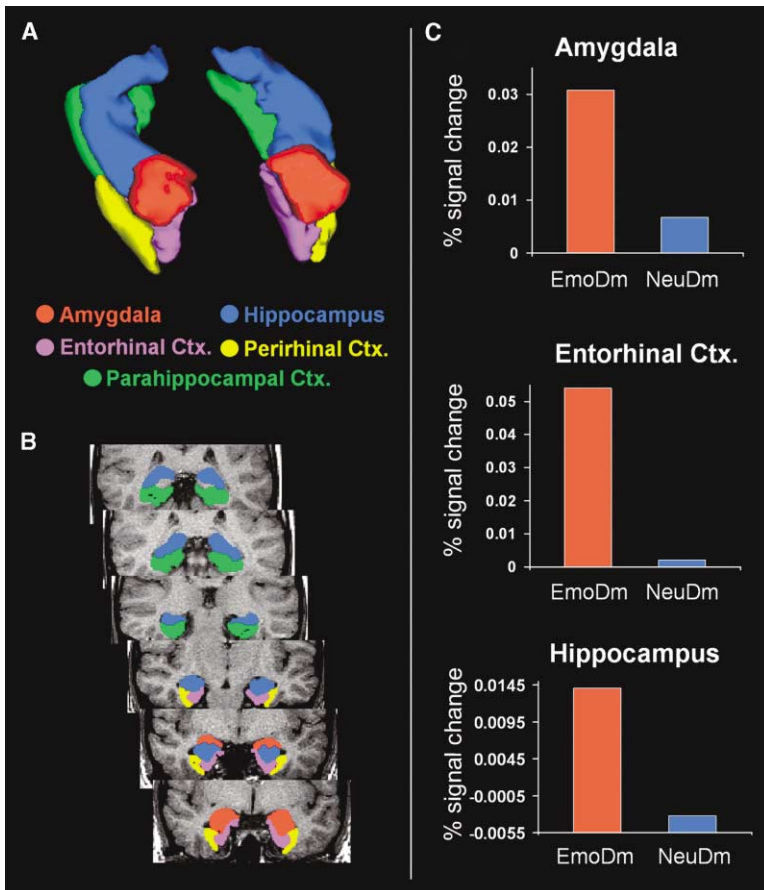 A
Amygdala
Hippocampus
Entorhinal Ctx.
Perirhinal Ctx.
Parahippocampal Ctx.
B
C
Amygdala
% signal change
0.03
0.02
0.01
0
EmoDm NeuDm
Entorhinal Ctx.
% signal change
0.05
0.04
0.03
0.02
0.01
0
EmoDm NeuDm
Hippocampus
% signal change
0.0145
0.0095
0.0045
-0.0005
-0.0055
EmoDm NeuDm